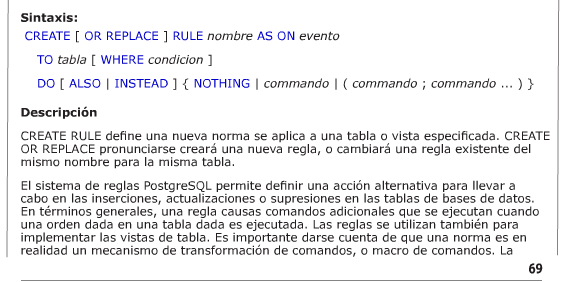 Sintaxis:
CREATE [ OR REPLACE ] RULE nombre AS ON evento
TO tabla [ WHERE condicion ]
DO [ ALSO | INSTEAD ] { NOTHING | comando | ( comando ; comando ... ) }
Descripción
CREATE RULE define una nueva norma se aplica a una tabla o vista especificada. CREATE
OR REPLACE pronunciarse creará una nueva regla, o cambiará una regla existente del
mismo nombre para la misma tabla.
El sistema de reglas PostgreSQL permite definir una acción alternativa para llevar a
cabo en las inserciones, actualizaciones o supresiones en las tablas de bases de datos.
En términos generales, una regla causas comandos adicionales que se ejecutan cuando
una orden dada en una tabla dada es ejecutada. Las reglas se utilizan también para
implementar las vistas de tabla. Es importante darse cuenta de que una norma es en
realidad un mecanismo de transformación de comandos, o macro de comandos. La
69